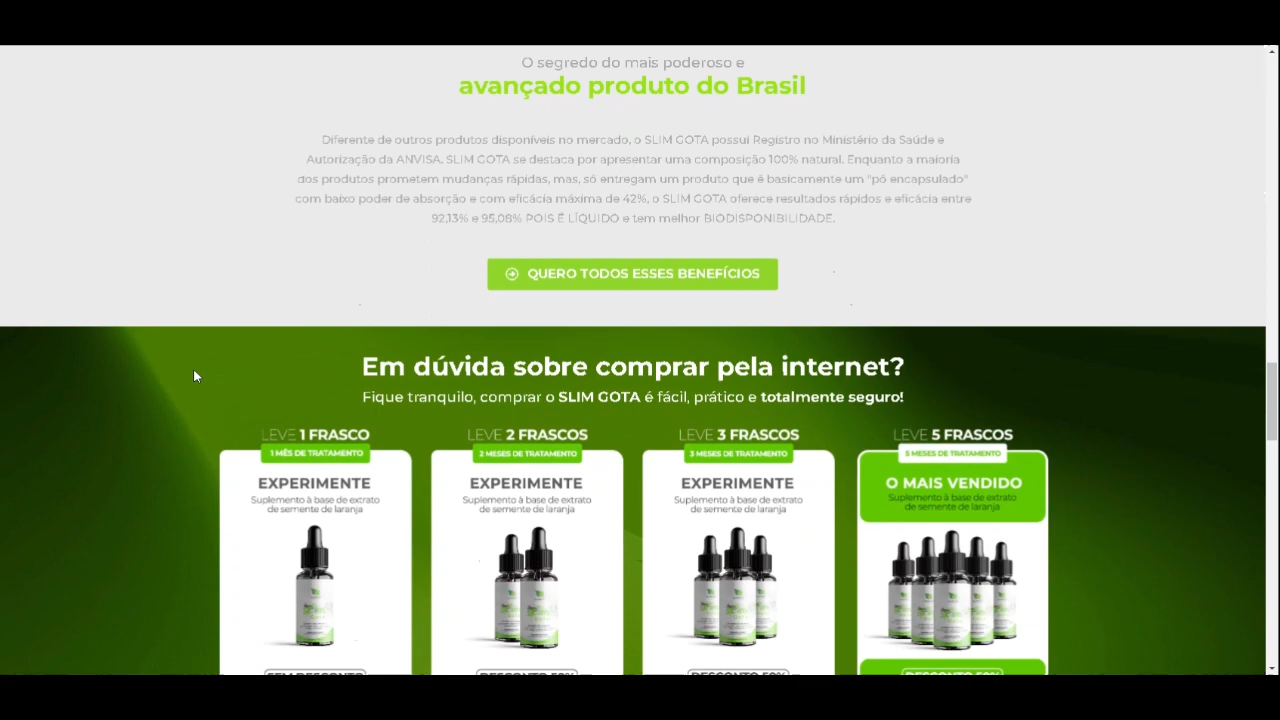 O segredo do mais poderoso e
avançado produto do Brasil
Diferente de outros produtos disponíveis no mercado, o SLIM GOTA possui Registro no Ministério da Saúde e
Autorização da ANVISA. SLIM GOTA se destaca por apresentar uma composição 100% natural. Enquanto a maioria
dos produtos prometem mudanças rápidas, mas, só entregam um produto que é basicamente um "pó encapsulado"
com baixo poder de absorção e com eficácia máxima de 42%, o SLIM GOTA oferece resultados rápidos e eficácia entre
92,13% e 95,08% POIS É LÍQUIDO e tem melhor BIODISPONIBILIDADE.
QUERO TODOS ESSES BENEFÍCIOS
Em dúvida sobre comprar pela internet?
Fique tranquilo, comprar o SLIM GOTA é fácil, prático e totalmente seguro!
LEVE 1 FRASCO
1 MÊS DE TRATAMENTO
EXPERIMENTE
Suplemento à base de extrato
de semente de laranja
SEM DESCONTO
LEVE 2 FRASCOS
2 MESES DE TRATAMENTO
EXPERIMENTE
Suplemento à base de extrato
de semente de laranja
DESCONTO 50%
LEVE 3 FRASCOS
3 MESES DE TRATAMENTO
EXPERIMENTE
Suplemento à base de extrato
de semente de laranja
DESCONTO 50%
LEVE 5 FRASCOS
5 MESES DE TRATAMENTO
O MAIS VENDIDO
Suplemento à base de extrato
de semente de laranja
DESCONTO 50%